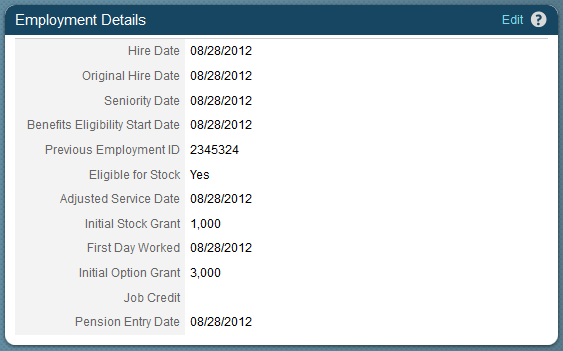 Employment Details Edit ?
Hire Date 08/28/2012
Original Hire Date 08/28/2012
Seniority Date 08/28/2012
Benefits Eligibility Start Date 08/28/2012
Previous Employment ID 2345324
Eligible for Stock Yes
Adjusted Service Date 08/28/2012
Initial Stock Grant 1,000
First Day Worked 08/28/2012
Initial Option Grant 3,000
Job Credit
Pension Entry Date 08/28/2012